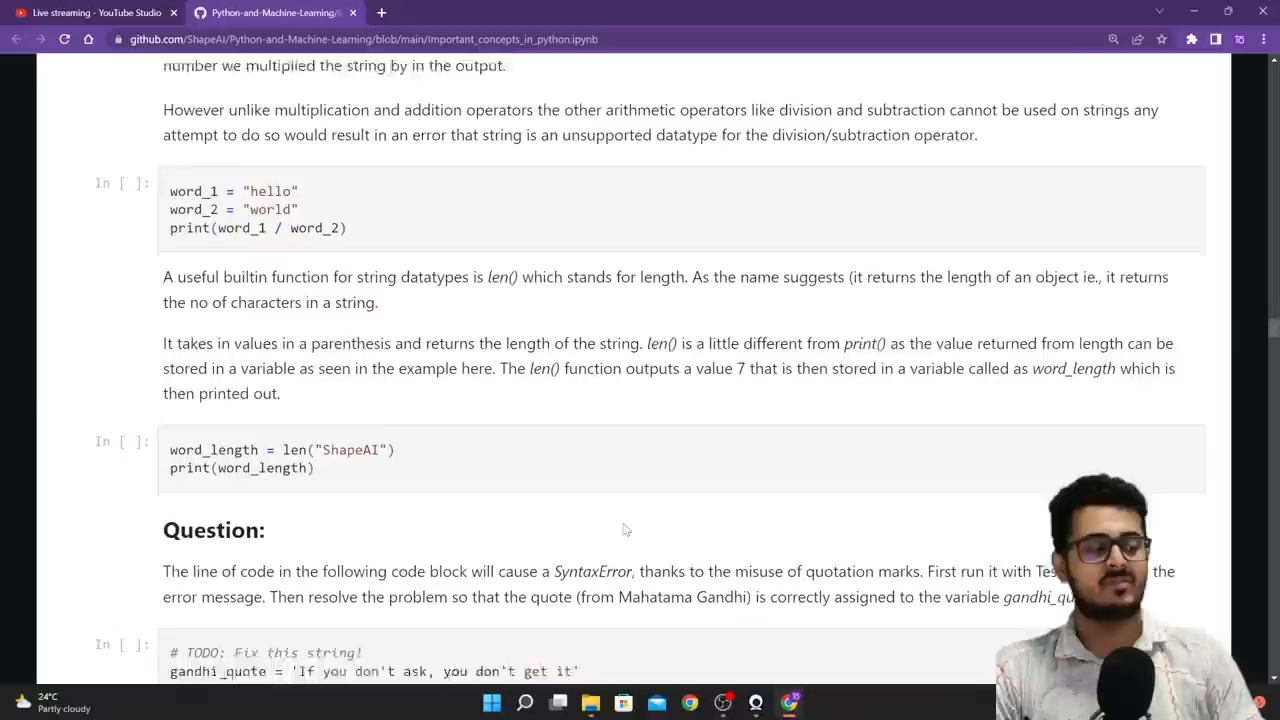 Live streaming - YouTube Studio
Python-and-Machine-Learning/
github.com/ShapeAI/Python-and-Machine-Learning/blob/main/Important_concepts_in_python.ipynb
number we multiplied the string by in the output.
However unlike multiplication and addition operators the other arithmetic operators like division and subtraction cannot be used on strings any
attempt to do so would result in an error that string is an unsupported datatype for the division/subtraction operator.
In [ ]:
word_1 = "hello"
word_2 = "world"
print(word_1 / word_2)
A useful builtin function for string datatypes is len() which stands for length. As the name suggests (it returns the length of an object ie., it returns
the no of characters in a string.
It takes in values in a parenthesis and returns the length of the string. len() is a little different from print() as the value returned from length can be
stored in a variable as seen in the example here. The len() function outputs a value 7 that is then stored in a variable called as word_length which is
then printed out.
In [ ]:
word_length = len("ShapeAI")
print(word_length)
Question:
The line of code in the following code block will cause a SyntaxError, thanks to the misuse of quotation marks. First run it with the
error message. Then resolve the problem so that the quote (from Mahatama Gandhi) is correctly assigned to the variable
In [ ]:
# TODO: Fix this string!
gandhi_quote = 'If you don't ask, you don't get it'
24°C
Partly cloudy